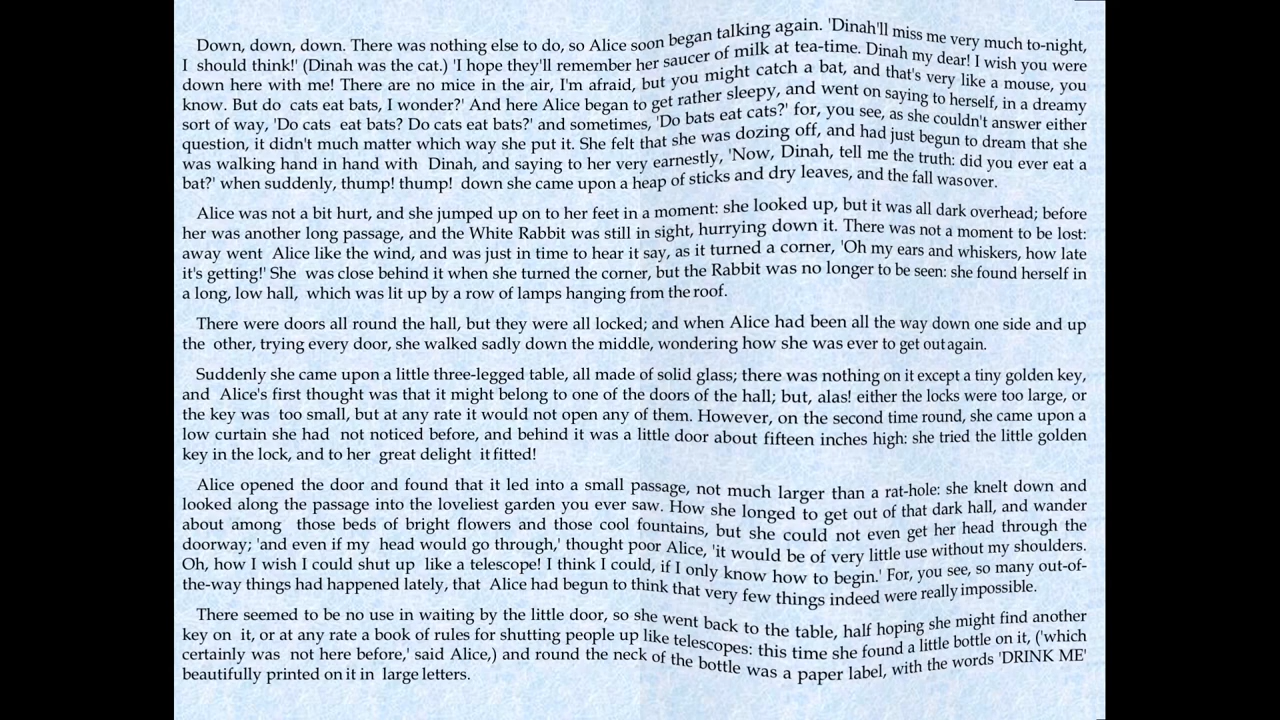 Down, down, down. There was nothing else to do, so Alice soon began talking again. 'Dinah'll miss me very much to-night,
I should think!' (Dinah was the cat.) 'I hope they'll remember her saucer of milk at tea-time. Dinah my dear! I wish you were
down here with me! There are no mice in the air, I'm afraid, but you might catch a bat, and that's very like a mouse, you
know. But do cats eat bats, I wonder?' And here Alice began to get rather sleepy, and went on saying to herself, in a dreamy
sort of way, 'Do cats eat bats? Do cats eat bats?' and sometimes, 'Do bats eat cats?' for, you see, as she couldn't answer either
question, it didn't much matter which way she put it. She felt that she was dozing off, and had just begun to dream that she
was walking hand in hand with Dinah, and saying to her very earnestly, 'Now, Dinah, tell me the truth: did you ever eat a
bat?' when suddenly, thump! thump! down she came upon a heap of sticks and dry leaves, and the fall was over.
Alice was not a bit hurt, and she jumped up on to her feet in a moment: she looked up, but it was all dark overhead; before
her was another long passage, and the White Rabbit was still in sight, hurrying down it. There was not a moment to be lost:
away went Alice like the wind, and was just in time to hear it say, as it turned a corner, 'Oh my ears and whiskers, how late
it's getting!' She was close behind it when she turned the corner, but the Rabbit was no longer to be seen: she found herself in
a long, low hall, which was lit up by a row of lamps hanging from the roof.
There were doors all round the hall, but they were all locked; and when Alice had been all the way down one side and up
the other, trying every door, she walked sadly down the middle, wondering how she was ever to get out again.
Suddenly she came upon a little three-legged table, all made of solid glass; there was nothing on it except a tiny golden key,
and Alice's first thought was that it might belong to one of the doors of the hall; but, alas! either the locks were too large, or
the key was too small, but at any rate it would not open any of them. However, on the second time round, she came upon a
low curtain she had not noticed before, and behind it was a little door about fifteen inches high: she tried the little golden
key in the lock, and to her great delight it fitted!
Alice opened the door and found that it led into a small passage, not much larger than a rat-hole: she knelt down and
looked along the passage into the loveliest garden you ever saw. How she longed to get out of that dark hall, and wander
about among those beds of bright flowers and those cool fountains, but she could not even get her head through the
doorway; 'and even if my head would go through,' thought poor Alice, 'it would be of very little use without my shoulders.
Oh, how I wish I could shut up like a telescope! I think I could, if I only know how to begin.' For, you see, so many out-of-
the-way things had happened lately, that Alice had begun to think that very few things indeed were really impossible.
There seemed to be no use in waiting by the little door, so she went back to the table, half hoping she might find another
key on it, or at any rate a book of rules for shutting people up like telescopes: this time she found a little bottle on it, ('which
certainly was not here before,' said Alice,) and round the neck of the bottle was a paper label, with the words 'DRINK ME'
beautifully printed on it in large letters.